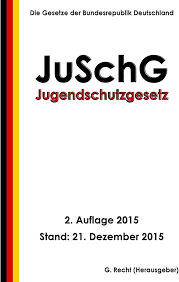 Die Gesetze der Bundesrepublik Deutschland
JuSchG
Jugendschutzgesetz
2. Auflage 2015
Stand: 21. Dezember 2015
G. Recht (Herausgeber)